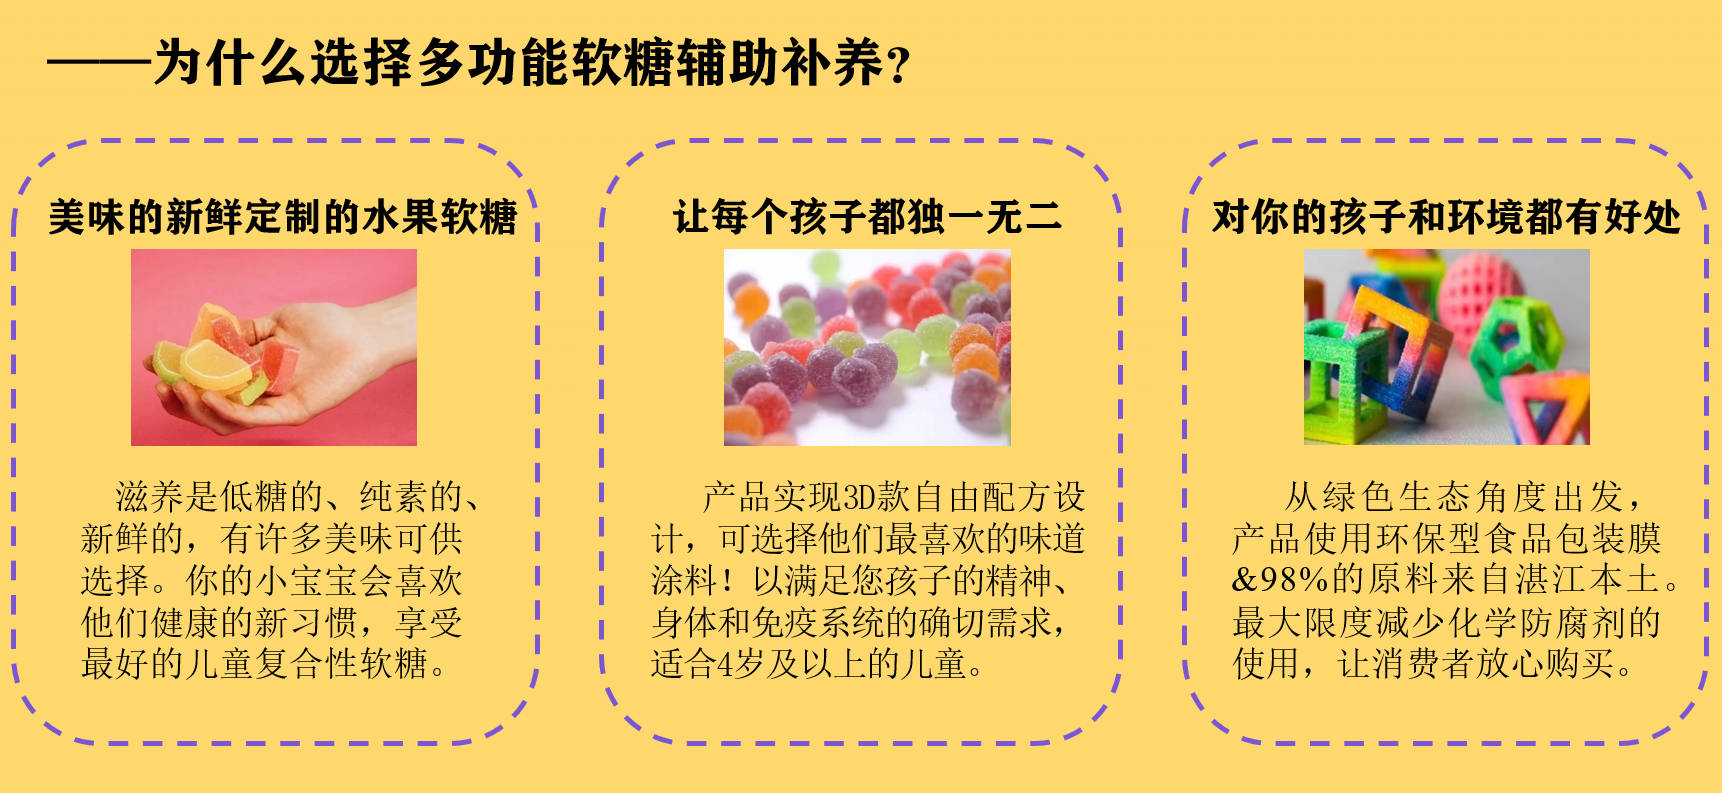 ——为什么选择多功能软糖辅助补养？
美味的新鲜定制的水果软糖
滋养是低糖的、纯素的、
新鲜的，有许多美味可供
选择。你的小宝宝会喜欢
他们健康的新习惯，享受
最好的儿童复合性软糖。
让每个孩子都独一无二
产品实现3D款自由配方设
计，可选择他们最喜欢的味道
涂料！以满足您孩子的精神、
身体和免疫系统的确切需求，
适合4岁及以上的儿童。
对你的孩子和环境都有好处
从绿色生态角度出发，
产品使用环保型食品包装膜
&98%的原料来自湛江本土。
最大限度减少化学防腐剂的
使用，让消费者放心购买。